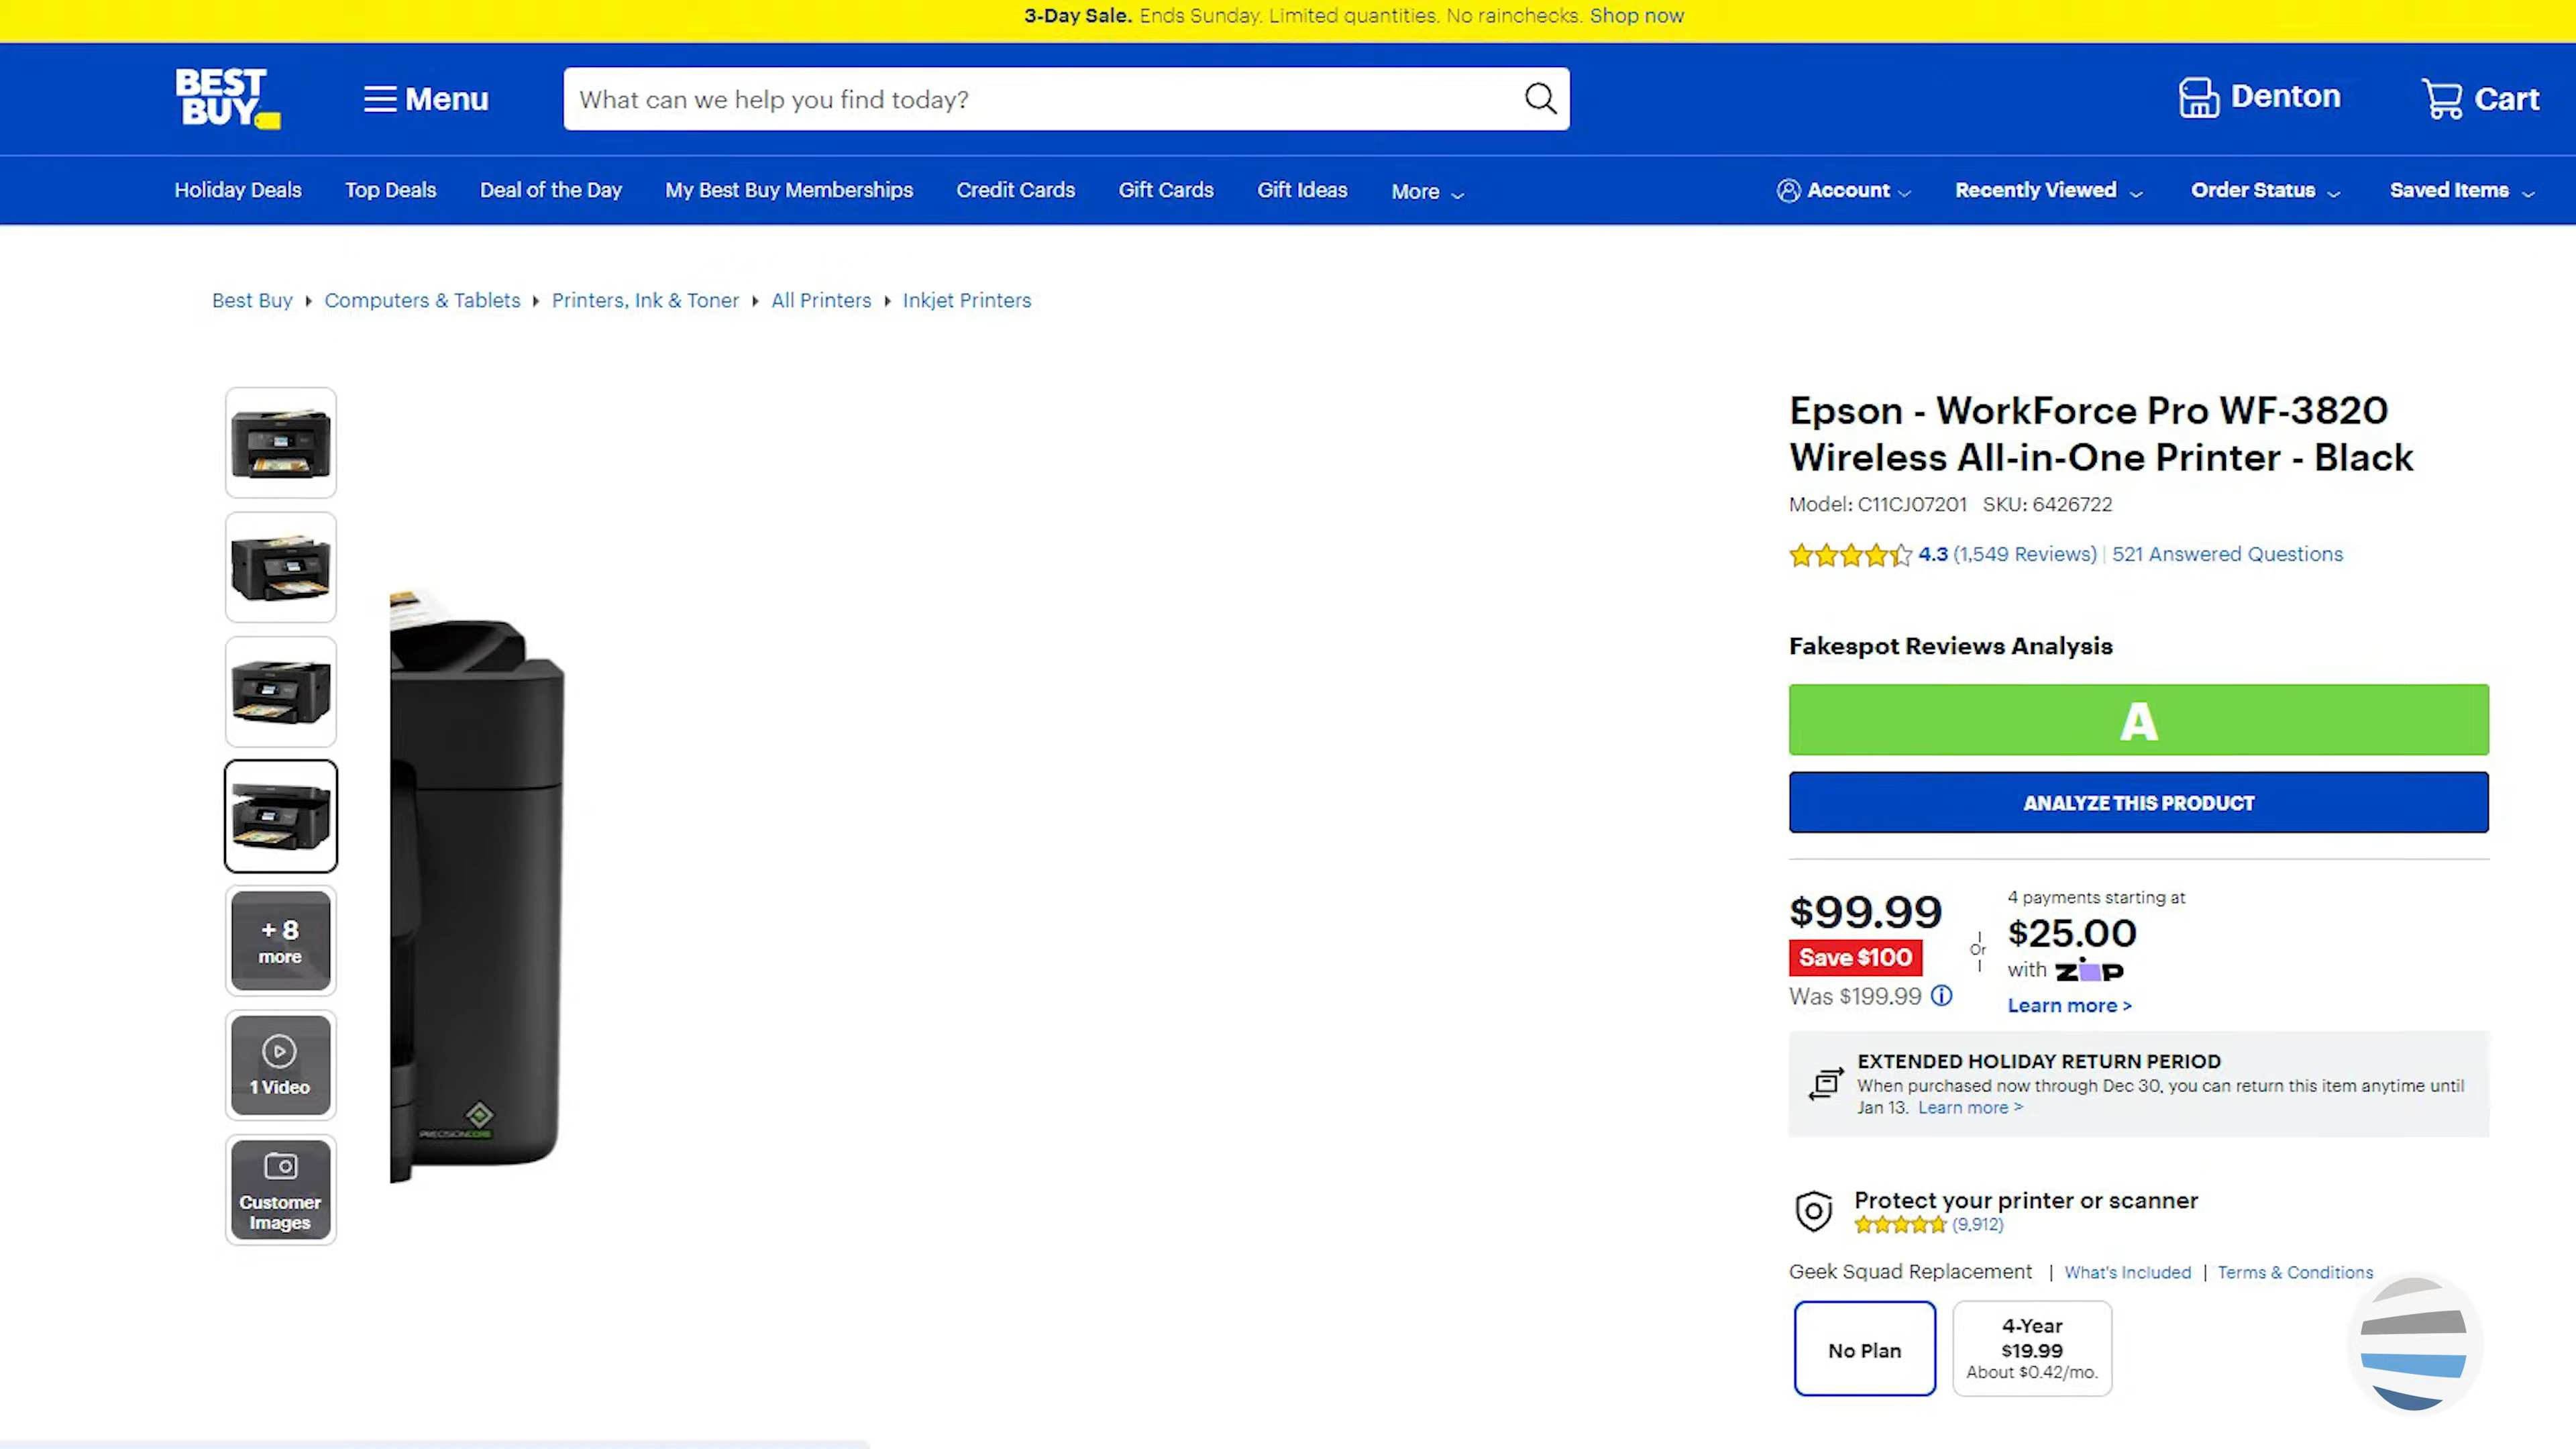 3-Day Sale. Ends Sunday. Limited quantities. No rainchecks. Shop now
BEST
BUY
Menu
What can we help you find today?
Denton
Cart
Holiday Deals
Top Deals
Deal of the Day
My Best Buy Memberships
Credit Cards
Gift Cards
Gift Ideas
More
Account
Recently Viewed
Order Status
Saved Items
Best Buy
Computers & Tablets
Printers, Ink & Toner
All Printers
Inkjet Printers
+ 8
more
1 Video
Customer
Images
PRECISIONCORE
Epson - WorkForce Pro WF-3820
Wireless All-in-One Printer - Black
Model: C11CJ07201 SKU: 6426722
4.3 (1,549 Reviews) | 521 Answered Questions
Fakespot Reviews Analysis
A
ANALYZE THIS PRODUCT
$99.99
Save $100
Was $199.99
Or
4 payments starting at
$25.00
with zip
Learn more >
EXTENDED HOLIDAY RETURN PERIOD
When purchased now through Dec 30, you can return this item anytime until
Jan 13. Learn more >
Protect your printer or scanner
(9,912)
Geek Squad Replacement | What's Included | Terms & Conditions
No Plan
4-Year
$19.99
About $0.42/mo.